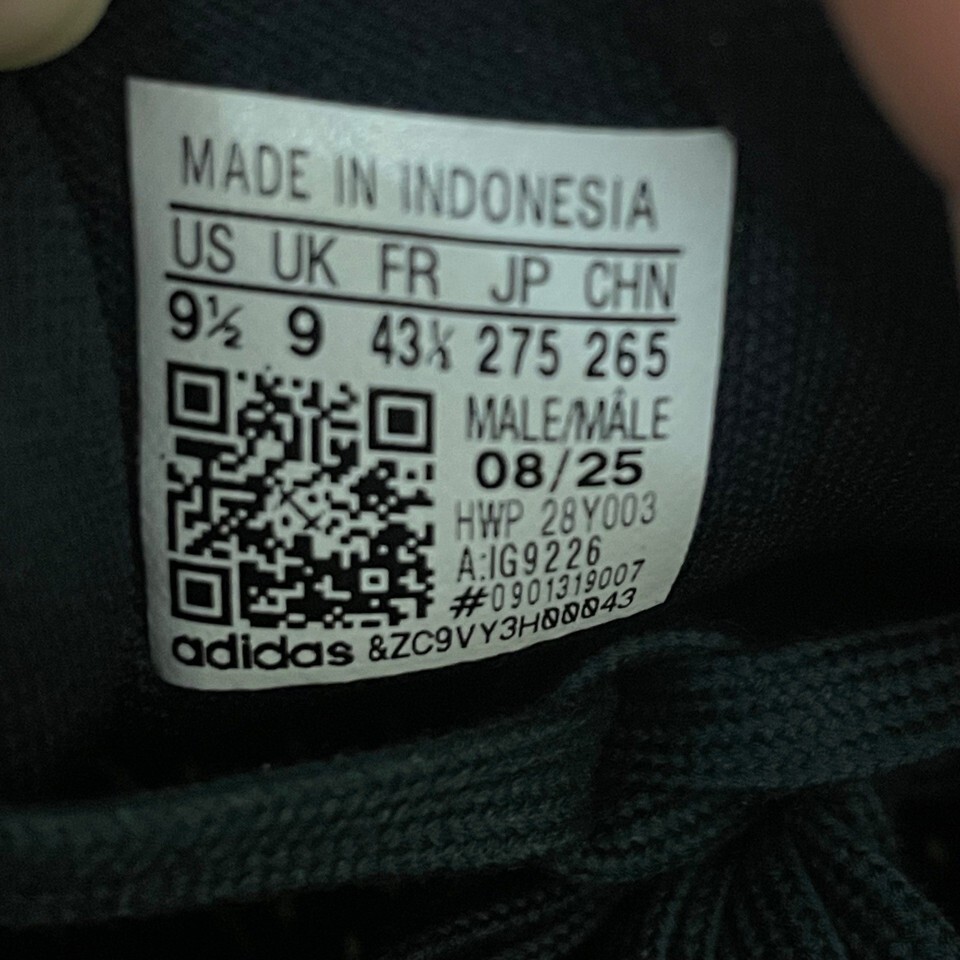 MADE IN INDONESIA
US UK FR JP CHN
9½ 9 43⅓ 275 265
MALE/MÂLE
08/25
HWP 28Y003
A:IG9226
#0901319007
adidas &ZC9VY3H00043